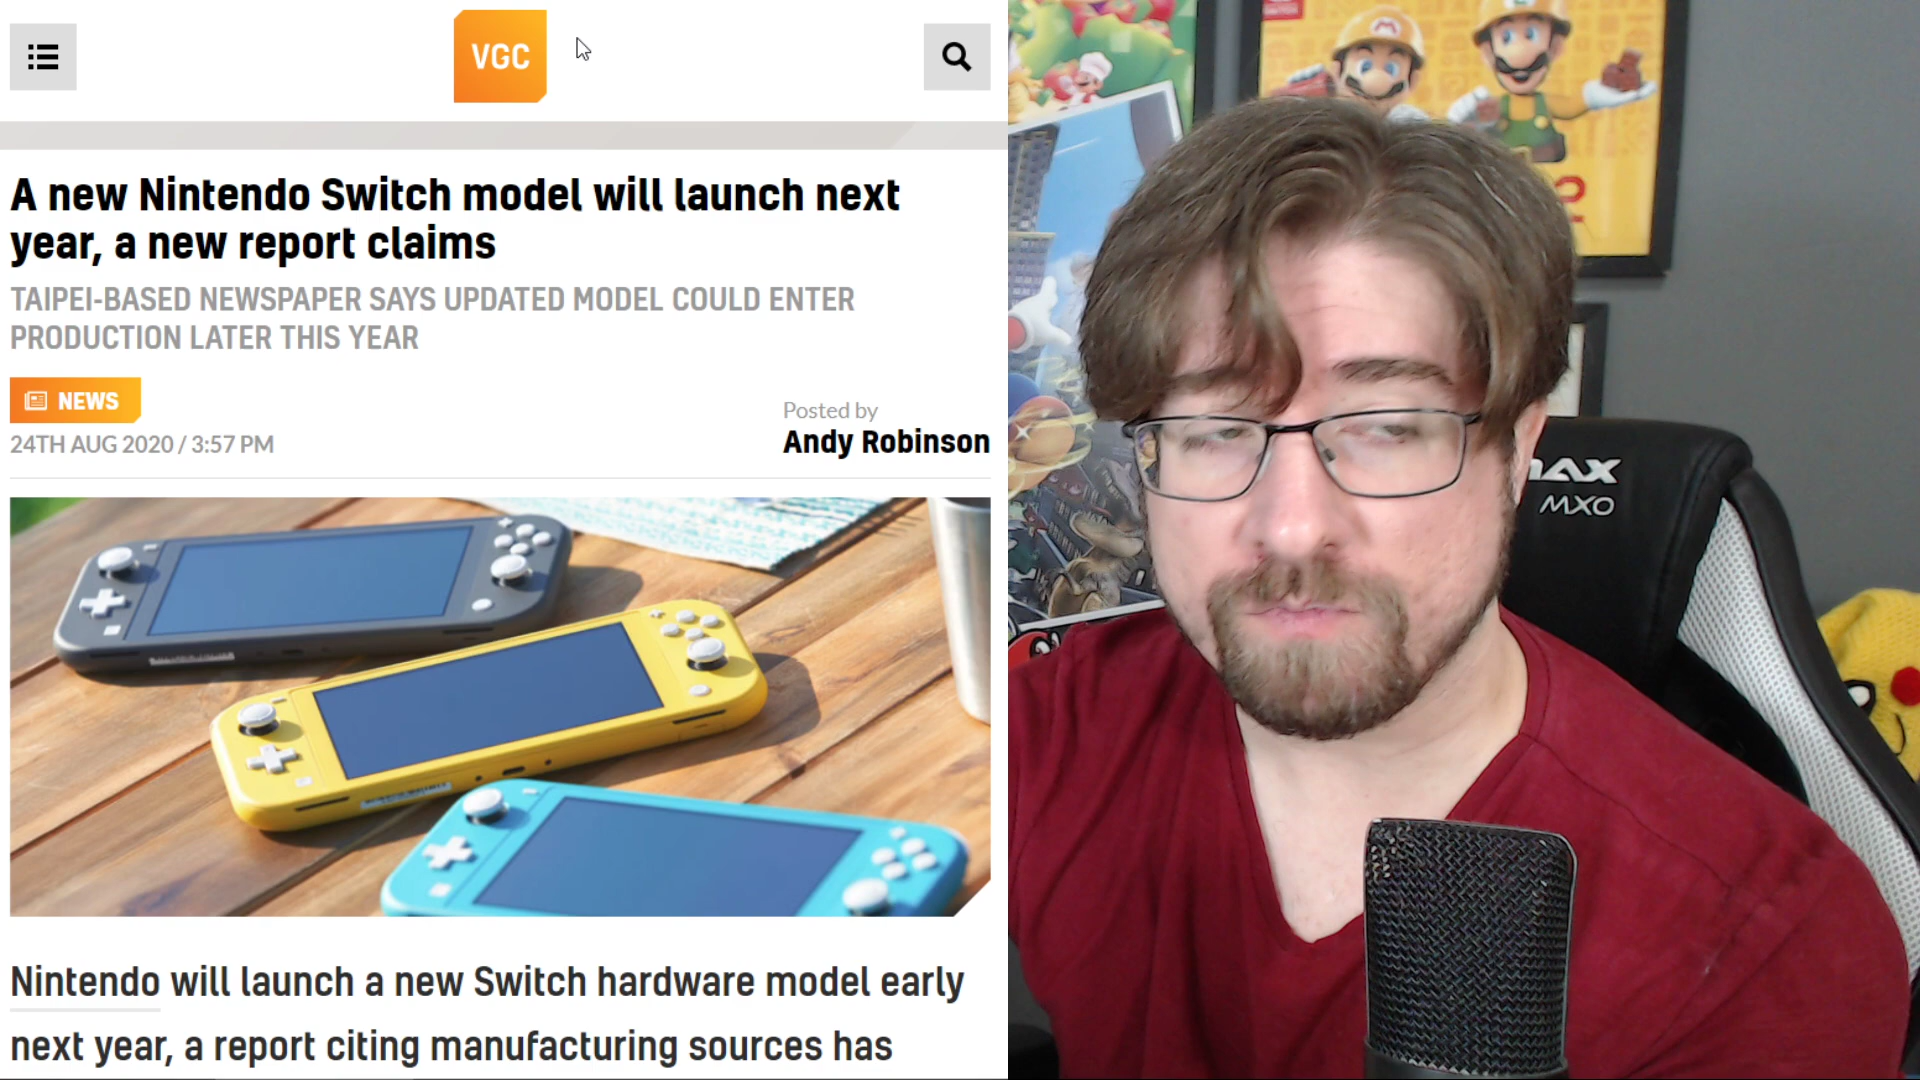 VGC
A new Nintendo Switch model will launch next
year, a new report claims
TAIPEI-BASED NEWSPAPER SAYS UPDATED MODEL COULD ENTER
PRODUCTION LATER THIS YEAR
NEWS
24TH AUG 2020 / 3:57 PM
Posted by
Andy Robinson
Nintendo will launch a new Switch hardware model early
next year, a report citing manufacturing sources has
MXO